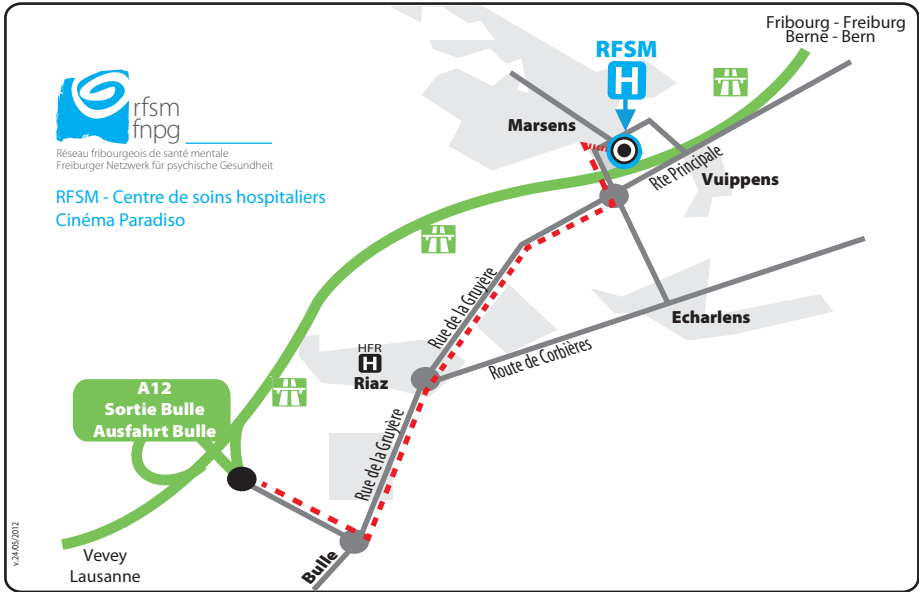 Fribourg - Freiburg
Berne - Bern
RFSM
H
rfsm
fnpg
Réseau fribourgeois de santé mentale
Freiburger Netzwerk für psychische Gesundheit
RFSM - Centre de soins hospitaliers
Cinéma Paradiso
Marsens
Rte Principale
Vuippens
Rue de la Gruyère
Echarlens
Route de Corbières
HFR
H
Riaz
A12
Sortie Bulle
Ausfahrt Bulle
Rue de la Gruyère
Bulle
Vevey
Lausanne
v.24/05/2012